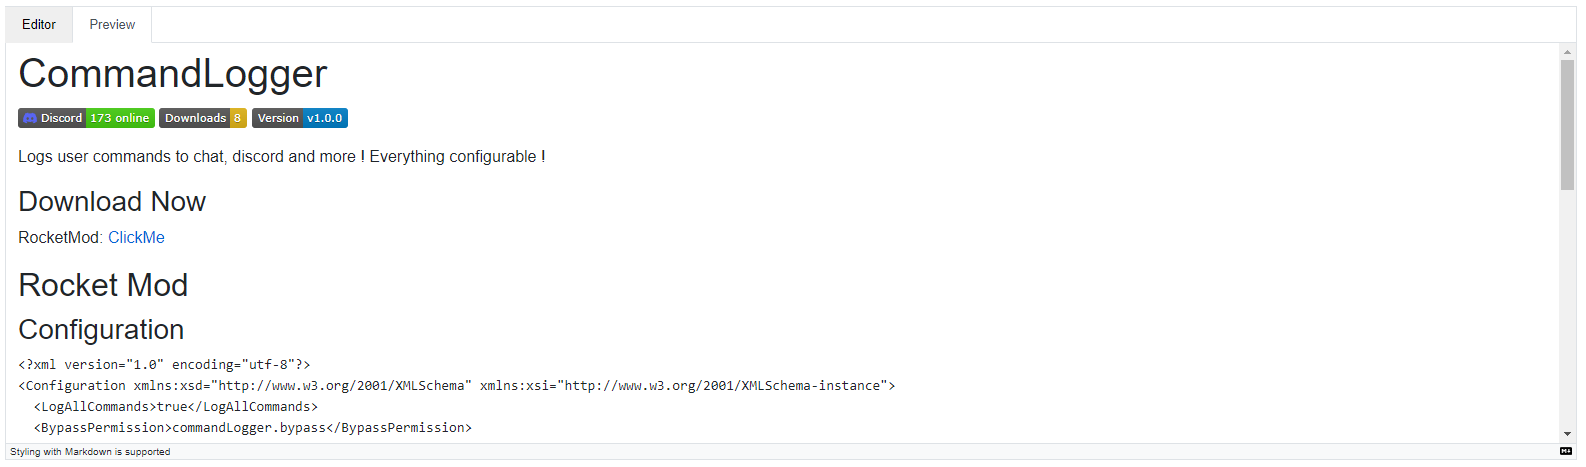 Editor Preview
CommandLogger
Discord 173 online Downloads 8 Version v1.0.0
Logs user commands to chat, discord and more ! Everything configurable !
Download Now
RocketMod: ClickMe
Rocket Mod
Configuration
<?xml version="1.0" encoding="utf-8"?>
<Configuration xmlns:xsd="http://www.w3.org/2001/XMLSchema" xmlns:xsi="http://www.w3.org/2001/XMLSchema-instance">
  <LogAllCommands>true</LogAllCommands>
  <BypassPermission>commandLogger.bypass</BypassPermission>
Styling with Markdown is supported